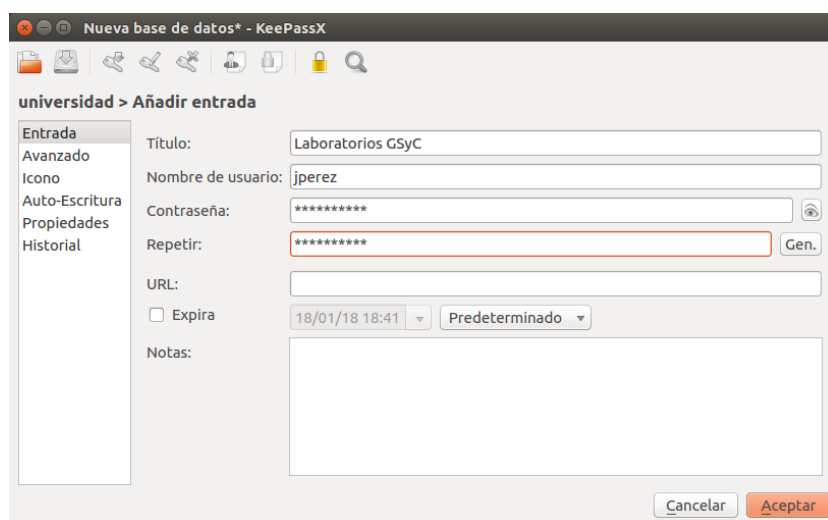 Nueva base de datos* - KeePassX
universidad > Añadir entrada
Entrada
Avanzado
Icono
Auto-Escritura
Propiedades
Historial
Título: Laboratorios GSyC
Nombre de usuario: jperez
Contraseña: **********
Repetir: ********** Gen.
URL:
Expira 18/01/18 18:41 Predeterminado
Notas:
Cancelar Aceptar